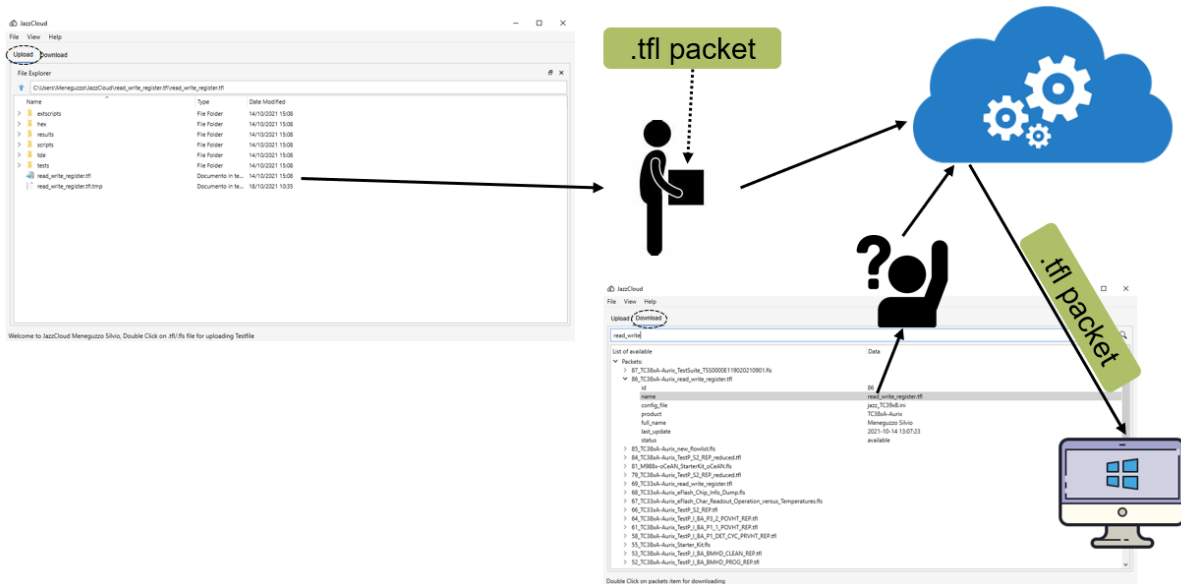 JazzCloud
File View Help
Upload Download
File Explorer
C:\Users\Meneguzzo\JazzCloud\read_write_register.tfl\read_write_register.tfl
Name Type Date Modified
extscripts File Folder 14/10/2021 15:08
hex File Folder 14/10/2021 15:08
results File Folder 14/10/2021 15:08
scripts File Folder 14/10/2021 15:08
tde File Folder 14/10/2021 15:08
tests File Folder 14/10/2021 15:08
read_write_register.tfl Documento in te... 14/10/2021 15:08
read_write_register.tfl.tmp Documento in te... 18/10/2021 10:35
Welcome to JazzCloud Meneguzzo Silvio, Double Click on .tfl/.fls file for uploading Testfile
.tfl packet
?
.tfl packet
JazzCloud
File View Help
Upload Download
read_write
List of available Data
Packets:
87_TC38xA-Aurix_TestSuite_TSS0000E119020210901.fls
86_TC38xA-Aurix_read_write_register.tfl
id 86
name read_write_register.tfl
config_file jazz_TC39xB.ini
product TC38xA-Aurix
full_name Meneguzzo Silvio
last_update 2021-10-14 13:07:23
status available
85_TC38xA-Aurix_new_flowlist.fls
84_TC38xA-Aurix_TestP_S2_REP_reduced.tfl
81_M988x-oCeAN_StarterKit_oCeAN.fls
79_TC38xA-Aurix_TestP_S2_REP_reduced.tfl
69_TC33xA-Aurix_read_write_register.tfl
68_TC33xA-Aurix_eFlash_Chip_Info_Dump.fls
67_TC33xA-Aurix_eFlash_Char_Readout_Operation_versus_Temperatures.fls
66_TC33xA-Aurix_TestP_S2_REP.tfl
64_TC38xA-Aurix_TestP_I_BA_P3_2_POVHT_REP.tfl
61_TC38xA-Aurix_TestP_I_BA_P1_1_POVHT_REP.tfl
58_TC38xA-Aurix_TestP_I_BA_P1_DET_CYC_PRVHT_REP.tfl
55_TC38xA-Aurix_Starter_Kit.fls
53_TC38xA-Aurix_TestP_I_BA_BMHD_CLEAN_REP.tfl
52_TC38xA-Aurix_TestP_I_BA_BMHD_PROG_REP.tfl
Double Click on packets item for downloading